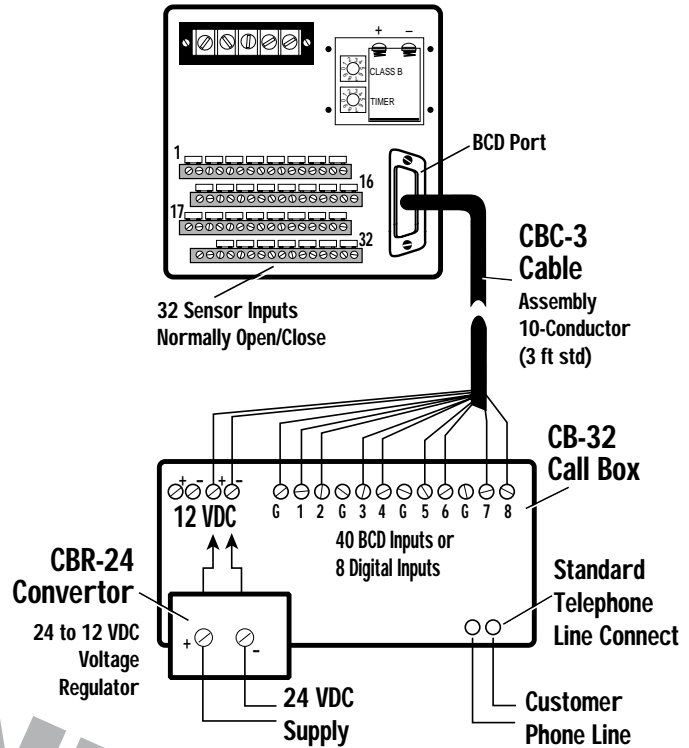 + −
CLASS B
TIMER
BCD Port
1
16
17
32
CBC-3
Cable
Assembly
10-Conductor
(3 ft std)
32 Sensor Inputs
Normally Open/Close
CB-32
Call Box
+ − + −
G 1 2 G 3 4 G 5 6 G 7 8
12 VDC
40 BCD Inputs or
8 Digital Inputs
CBR-24
Convertor
24 to 12 VDC
Voltage
Regulator
+ −
Standard
Telephone
Line Connect
24 VDC
Supply
Customer
Phone Line